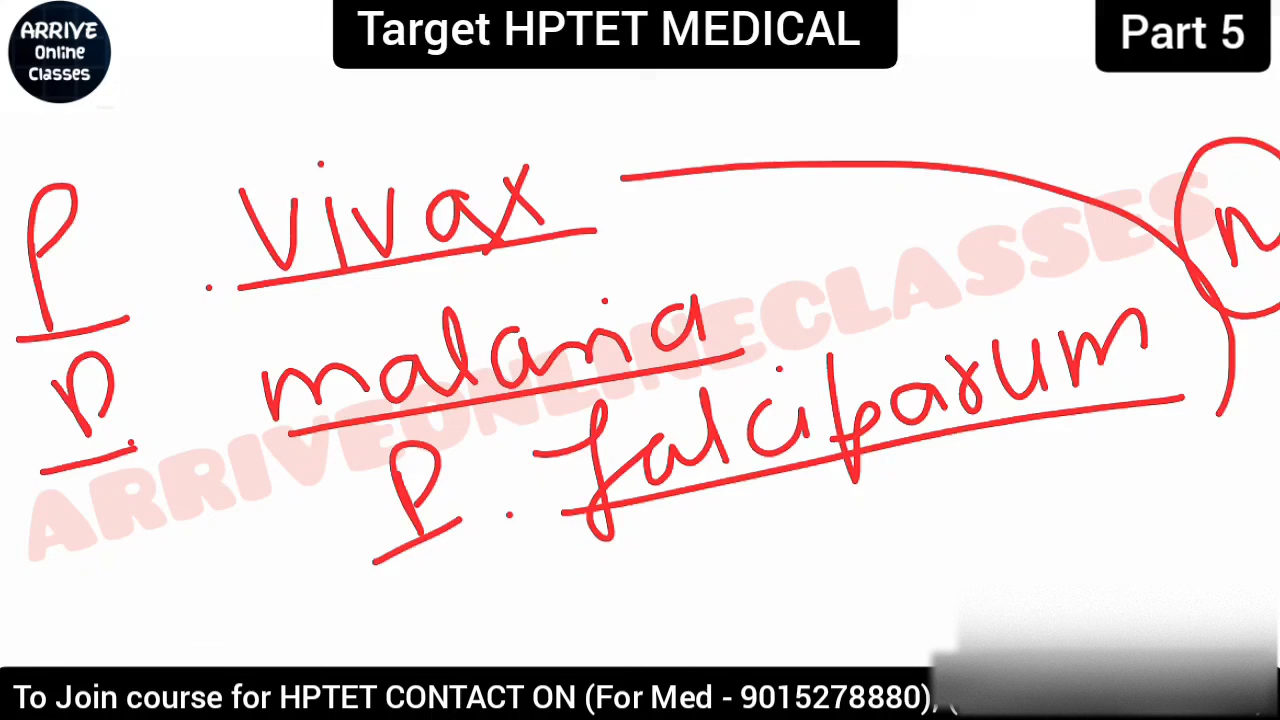 ARRIVE
Online
Classes
Target HPTET MEDICAL
Part 5
P. vivax
n
P. malaria
P. falciparum
ARRIVEONLINECLASSES
To Join course for HPTET CONTACT ON (For Med - 9015278880), (